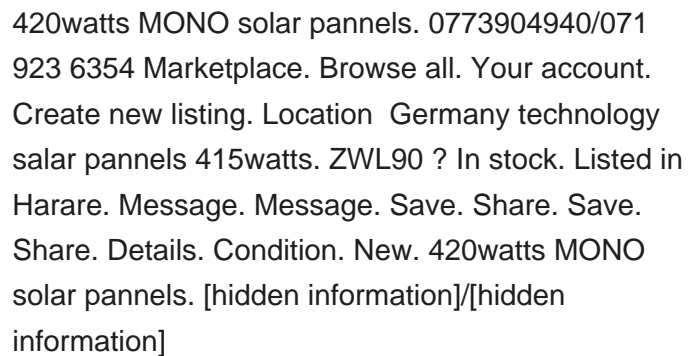 420watts MONO solar pannels. 0773904940/071
923 6354 Marketplace. Browse all. Your account.
Create new listing. Location  Germany technology
salar pannels 415watts. ZWL90 ? In stock. Listed in
Harare. Message. Message. Save. Share. Save.
Share. Details. Condition. New. 420watts MONO
solar pannels. [hidden information]/[hidden
information]